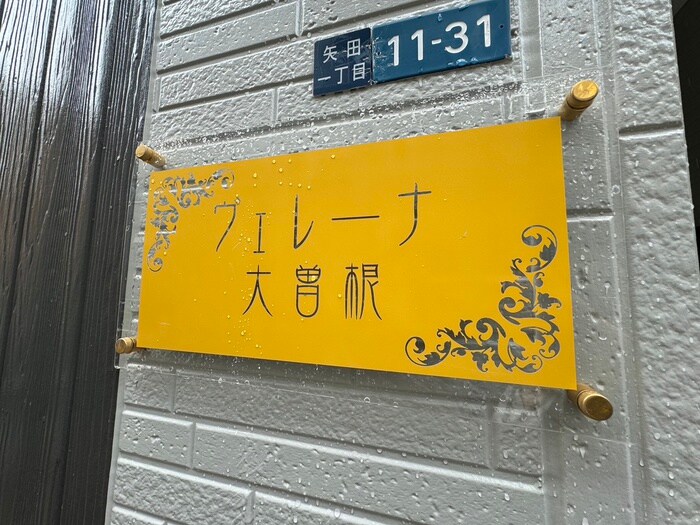 矢田
一丁目
11-31
ヴェレーナ
大曽根